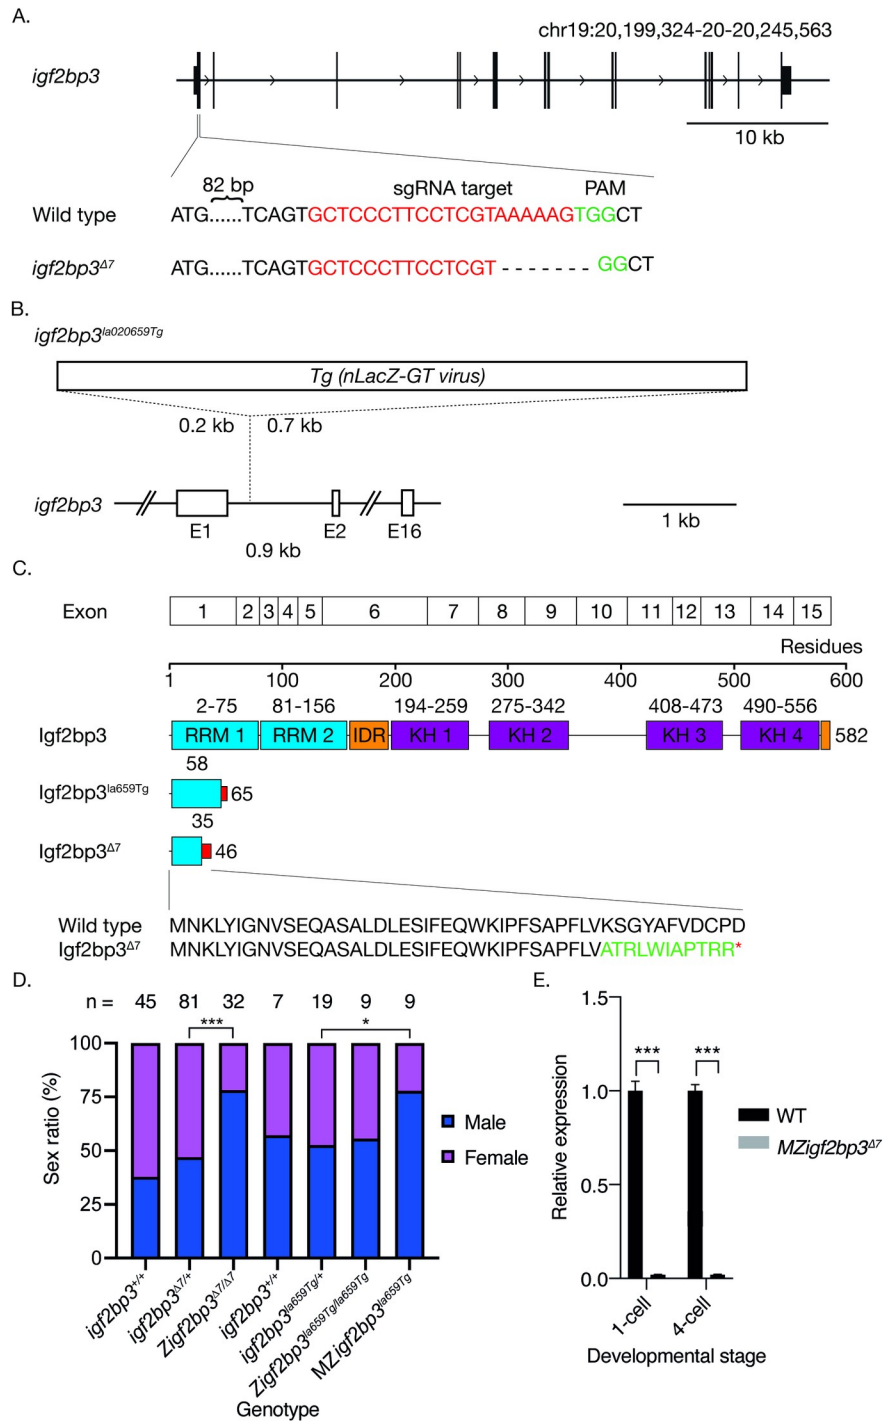 A.
chr19:20,199,324-20-20,245,563
igf2bp3
10 kb
82 bp sgRNA target PAM
Wild type ATG......TCAGTGCTCCCTTCCTCGTAAAAAGTGGCT
igf2bp3Δ7 ATG......TCAGTGCTCCCTTCCTCGT - - - - - - - - GGCT
B.
igf2bp3la020659Tg
Tg (nLacZ-GT virus)
0.2 kb 0.7 kb
igf2bp3
E1 E2 E16
0.9 kb
1 kb
C.
Exon 1 2 3 4 5 6 7 8 9 10 11 12 13 14 15
Residues
1 100 200 300 400 500 600
2-75 81-156 194-259 275-342 408-473 490-556
Igf2bp3 RRM 1 RRM 2 IDR KH 1 KH 2 KH 3 KH 4 582
58
Igf2bp3la659Tg 65
35
Igf2bp3Δ7 46
Wild type MNKLYIGNVSEQASALDLESIFEQWKIPFSAPFLVKSGYAFVDCPD
Igf2bp3Δ7 MNKLYIGNVSEQASALDLESIFEQWKIPFSAPFLVATRLWIAPTRR*
D.
n = 45 81 32 7 19 9 9
*** *
100
75
50
25
0
Sex ratio (%)
Male
Female
igf2bp3+/+
igf2bp3Δ7/+
Zigf2bp3Δ7/Δ7
igf2bp3+/+
igf2bp3la659Tg/+
Zigf2bp3la659Tg/la659Tg
MZigf2bp3la659Tg
Genotype
E.
1.5
1.0
0.5
0.0
Relative expression
*** ***
WT
MZigf2bp3Δ7
1-cell
4-cell
Developmental stage